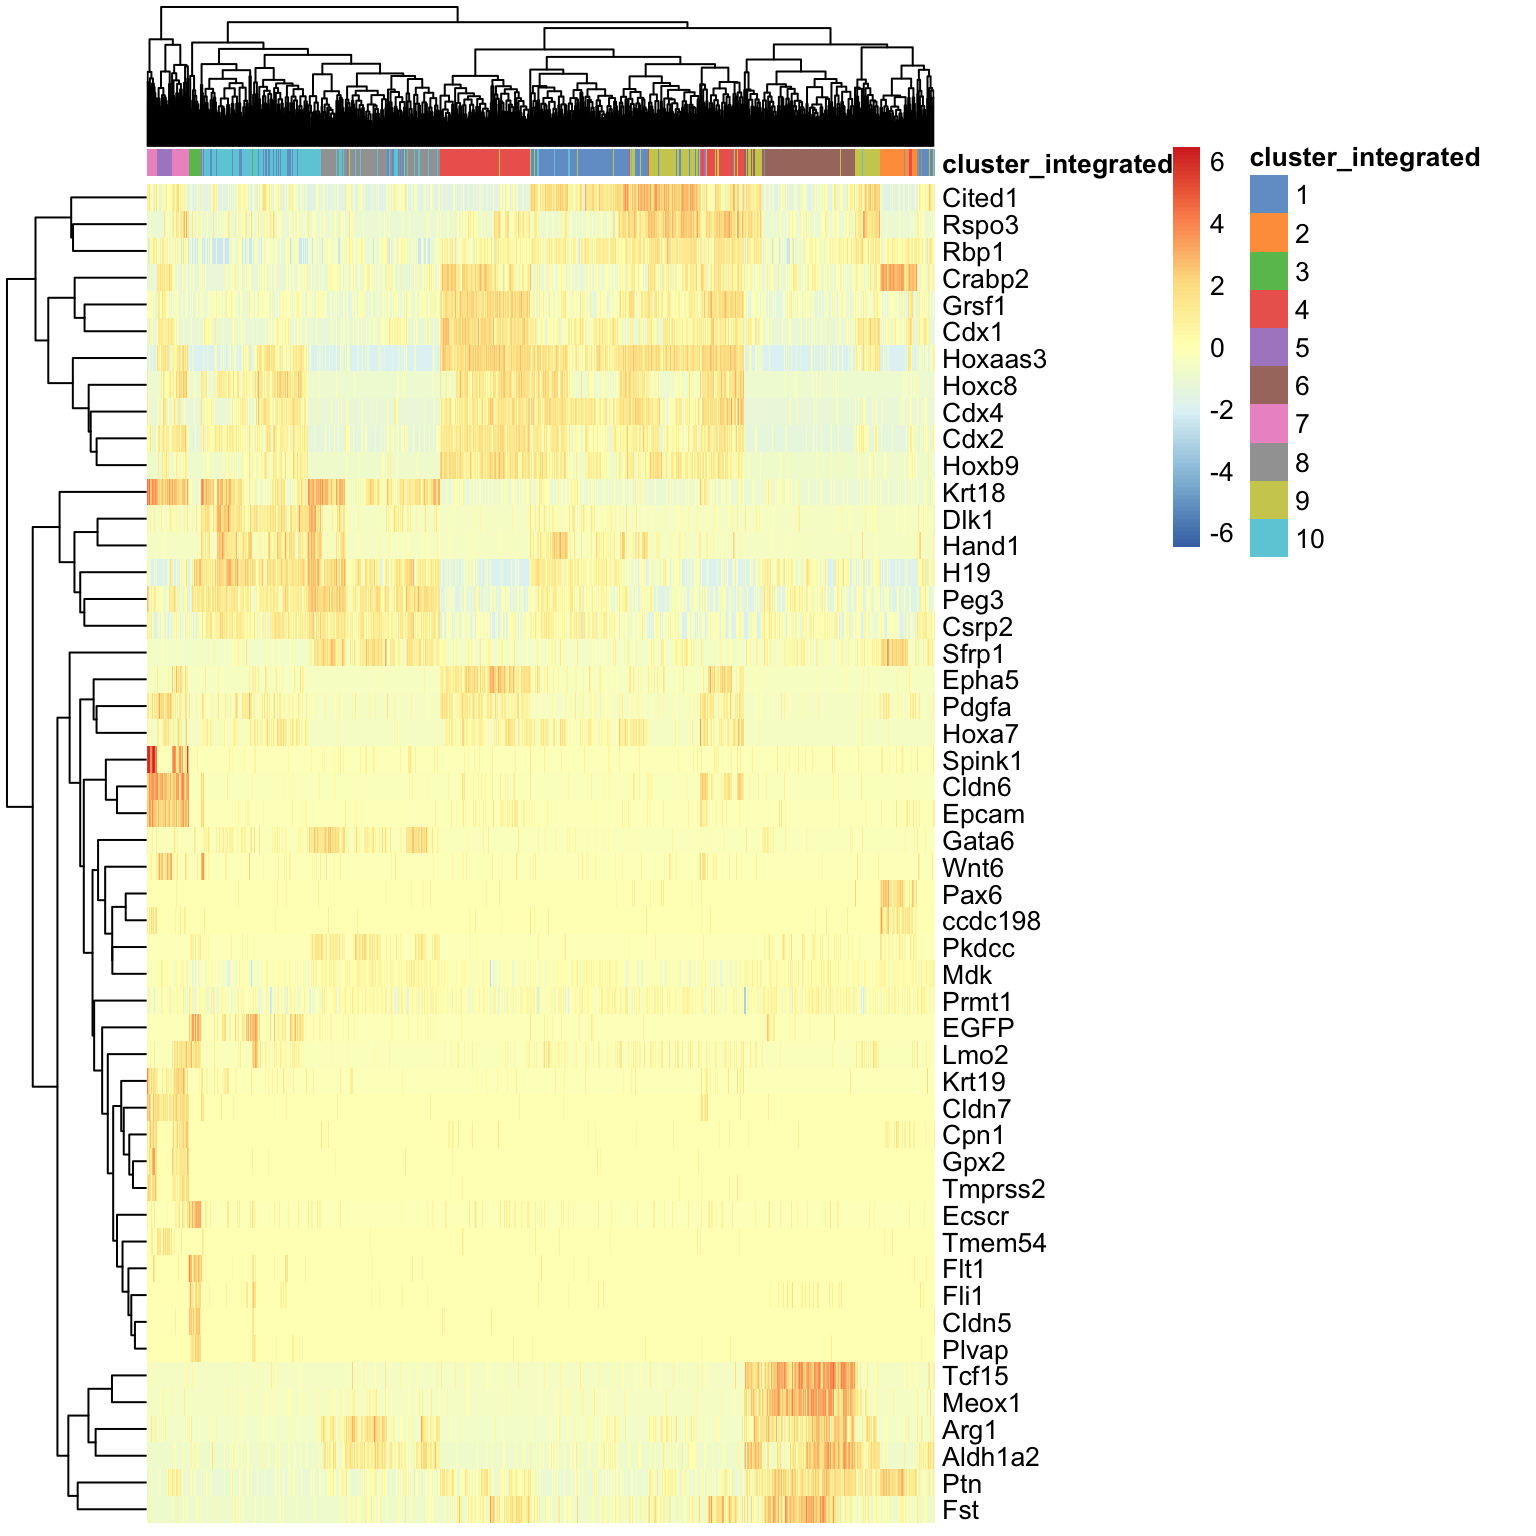 cluster_integrated
6
4
2
0
-2
-4
-6
cluster_integrated
1
2
3
4
5
6
7
8
9
10
Cited1
Rspo3
Rbp1
Crabp2
Grsf1
Cdx1
Hoxaas3
Hoxc8
Cdx4
Cdx2
Hoxb9
Krt18
Dlk1
Hand1
H19
Peg3
Csrp2
Sfrp1
Epha5
Pdgfa
Hoxa7
Spink1
Cldn6
Epcam
Gata6
Wnt6
Pax6
ccdc198
Pkdcc
Mdk
Prmt1
EGFP
Lmo2
Krt19
Cldn7
Cpn1
Gpx2
Tmprss2
Ecscr
Tmem54
Flt1
Fli1
Cldn5
Plvap
Tcf15
Meox1
Arg1
Aldh1a2
Ptn
Fst